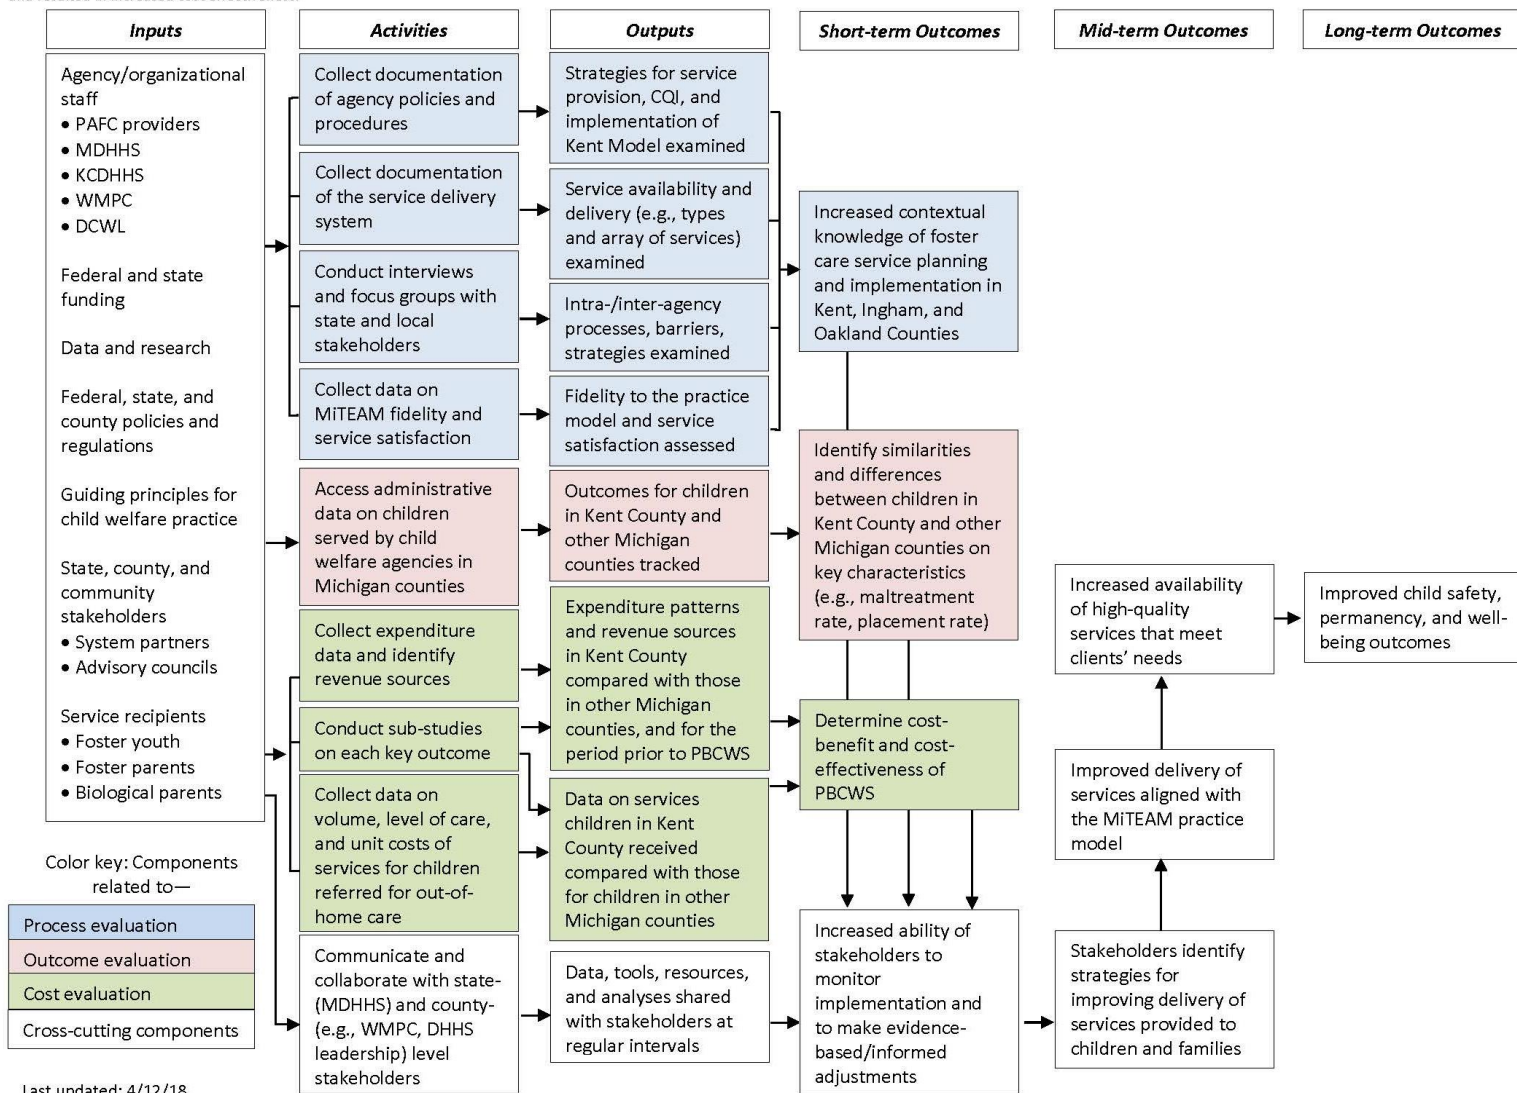 Inputs
Activities
Outputs
Short-term Outcomes
Mid-term Outcomes
Long-term Outcomes
Agency/organizational
staff
• PAFC providers
• MDHHS
• KCDHHS
• WMPC
• DCWL
Federal and state
funding
Data and research
Federal, state, and
county policies and
regulations
Guiding principles for
child welfare practice
State, county, and
community
stakeholders
• System partners
• Advisory councils
Service recipients
• Foster youth
• Foster parents
• Biological parents
Collect documentation
of agency policies and
procedures
Collect documentation
of the service delivery
system
Conduct interviews
and focus groups with
state and local
stakeholders
Collect data on
MiTEAM fidelity and
service satisfaction
Access administrative
data on children
served by child
welfare agencies in
Michigan counties
Collect expenditure
data and identify
revenue sources
Conduct sub-studies
on each key outcome
Collect data on
volume, level of care,
and unit costs of
services for children
referred for out-of-
home care
Communicate and
collaborate with state-
(MDHHS) and county-
(e.g., WMPC, DHHS
leadership) level
stakeholders
Strategies for service
provision, CQI, and
implementation of
Kent Model examined
Service availability and
delivery (e.g., types
and array of services)
examined
Intra-/inter-agency
processes, barriers,
strategies examined
Fidelity to the practice
model and service
satisfaction assessed
Outcomes for children
in Kent County and
other Michigan
counties tracked
Expenditure patterns
and revenue sources
in Kent County
compared with those
in other Michigan
counties, and for the
period prior to PBCWS
Data on services
children in Kent
County received
compared with those
for children in other
Michigan counties
Data, tools, resources,
and analyses shared
with stakeholders at
regular intervals
Increased contextual
knowledge of foster
care service planning
and implementation in
Kent, Ingham, and
Oakland Counties
Identify similarities
and differences
between children in
Kent County and other
Michigan counties on
key characteristics
(e.g., maltreatment
rate, placement rate)
Determine cost-
benefit and cost-
effectiveness of
PBCWS
Increased ability of
stakeholders to
monitor
implementation and
to make evidence-
based/informed
adjustments
Increased availability
of high-quality
services that meet
clients' needs
Improved delivery of
services aligned with
the MiTEAM practice
model
Stakeholders identify
strategies for
improving delivery of
services provided to
children and families
Improved child safety,
permanency, and well-
being outcomes
Color key: Components
related to—
Process evaluation
Outcome evaluation
Cost evaluation
Cross-cutting components
Last updated: 4/12/18